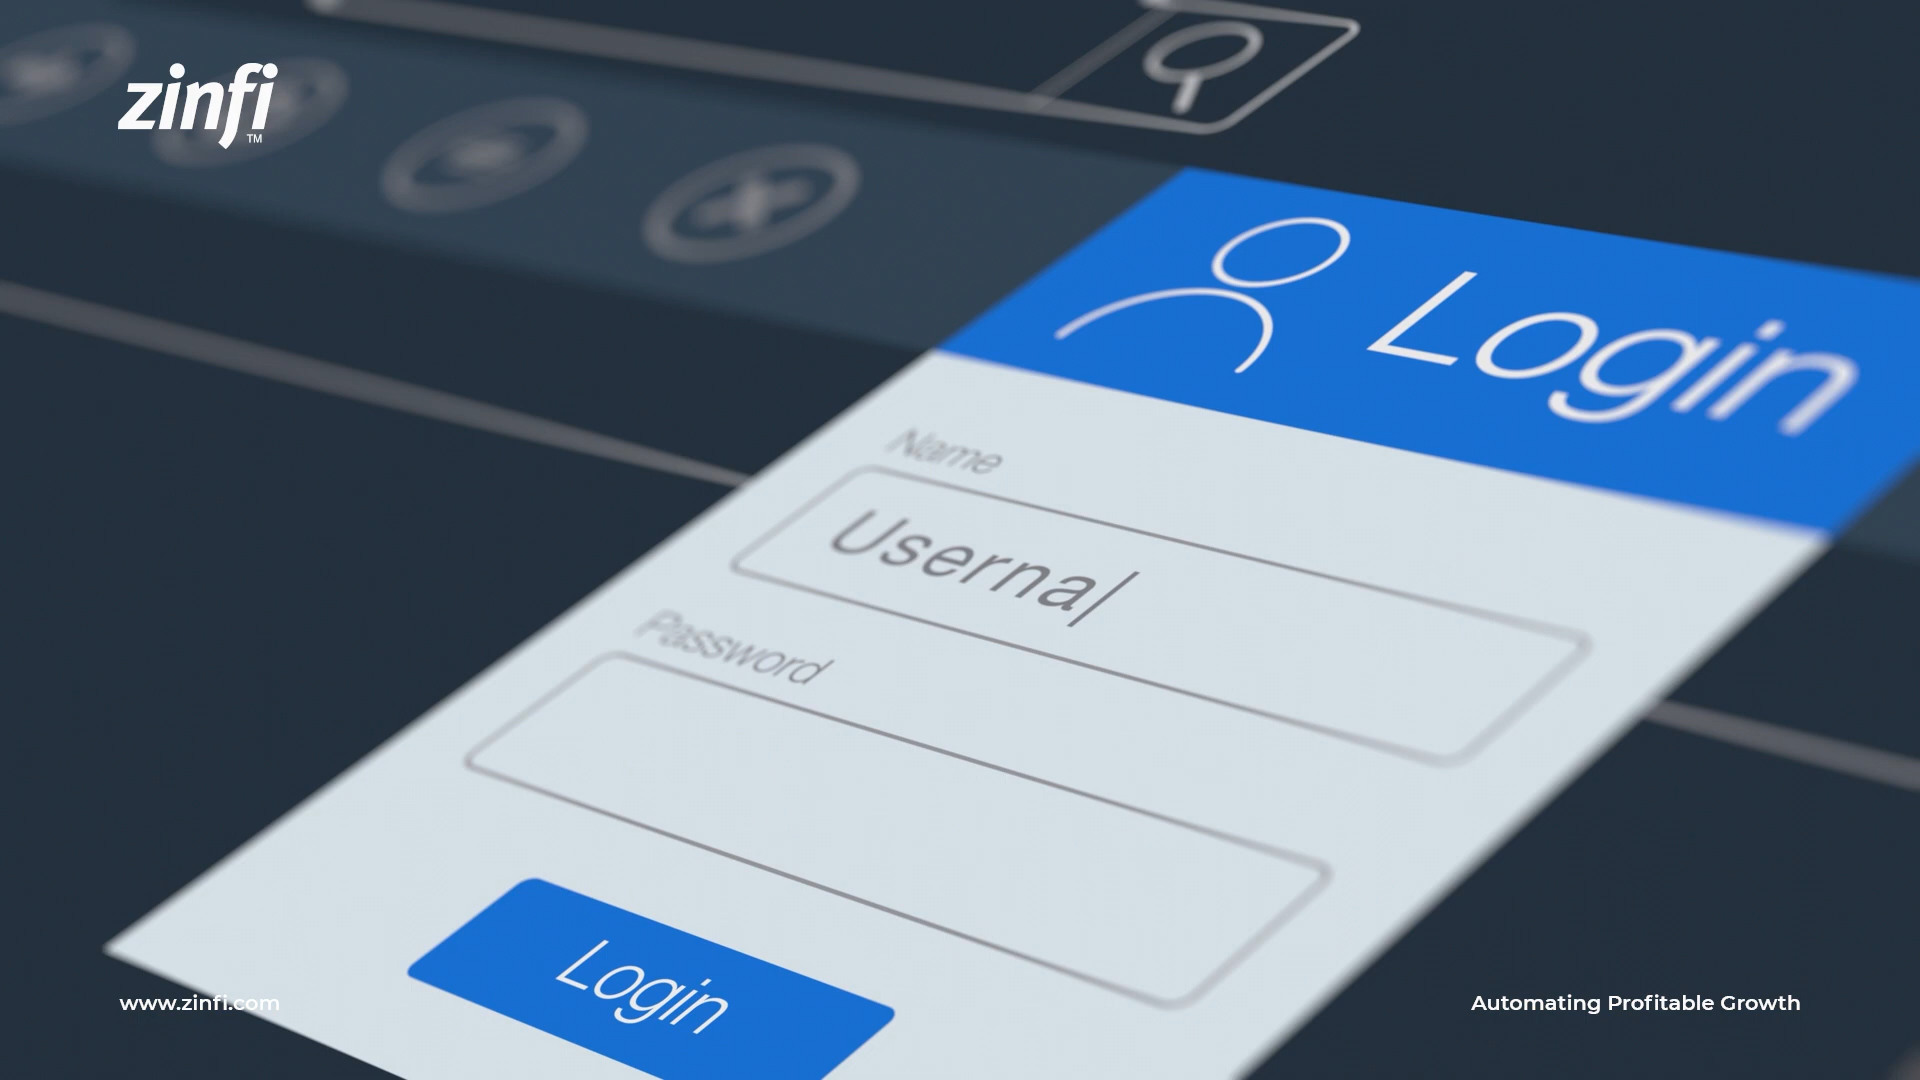 zinfi
TM
Login
Name
Userna
Password
Login
www.zinfi.com
Automating Profitable Growth